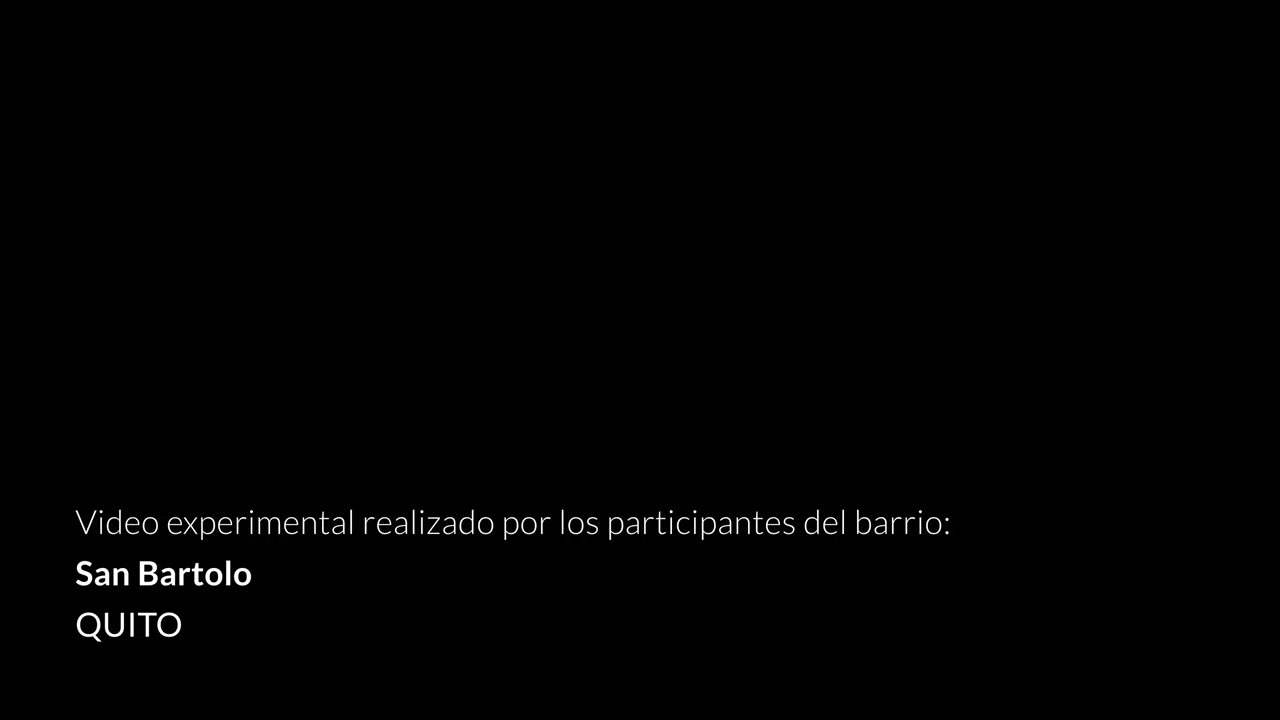 Video experimental realizado por los participantes del barrio:
San Bartolo
QUITO